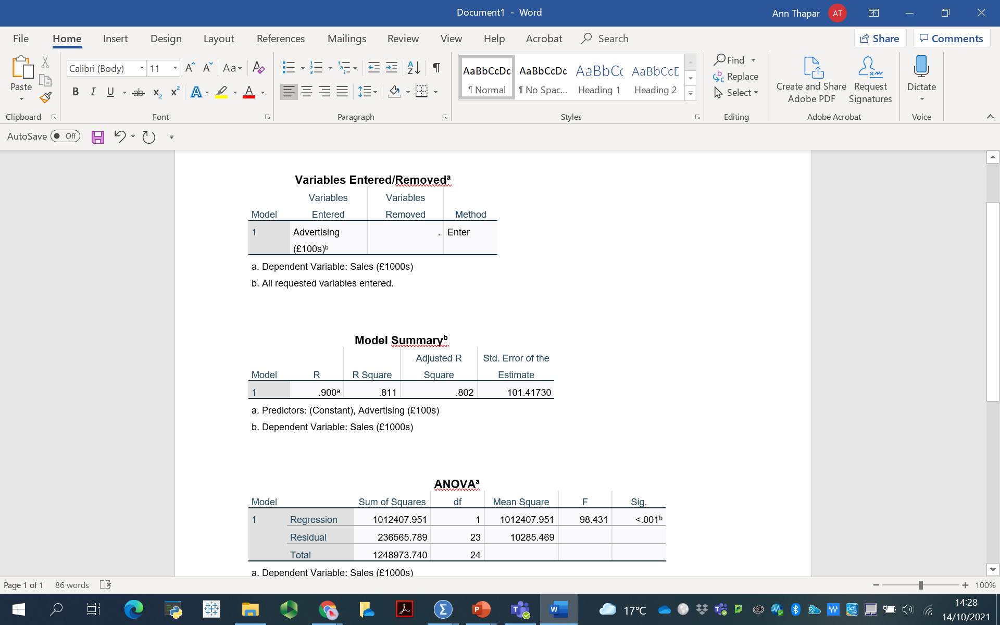 Document1 - Word
Ann Thapar AT
File Home Insert Design Layout References Mailings Review View Help Acrobat Search Share Comments
Paste
Clipboard
Calibri (Body) 11
Font
Paragraph
AaBbCcDc AaBbCcDc AaBbCc AaBbCcD
¶ Normal ¶ No Spac... Heading 1 Heading 2
Styles
Find
Replace
Select
Editing
Create and Share Adobe PDF
Request Signatures
Adobe Acrobat
Dictate
Voice
AutoSave Off
Variables Entered/Removedᵃ
Variables Variables
Model Entered Removed Method
1 Advertising . Enter
(£100s)ᵇ
a. Dependent Variable: Sales (£1000s)
b. All requested variables entered.
Model Summaryᵇ
Adjusted R Std. Error of the
Model R R Square Square Estimate
1 .900ᵃ .811 .802 101.41730
a. Predictors: (Constant), Advertising (£100s)
b. Dependent Variable: Sales (£1000s)
ANOVAᵃ
Model Sum of Squares df Mean Square F Sig.
1 Regression 1012407.951 1 1012407.951 98.431 <.001ᵇ
Residual 236565.789 23 10285.469
Total 1248973.740 24
a. Dependent Variable: Sales (£1000s)
Page 1 of 1 86 words 100%
17°C
14:28
14/10/2021